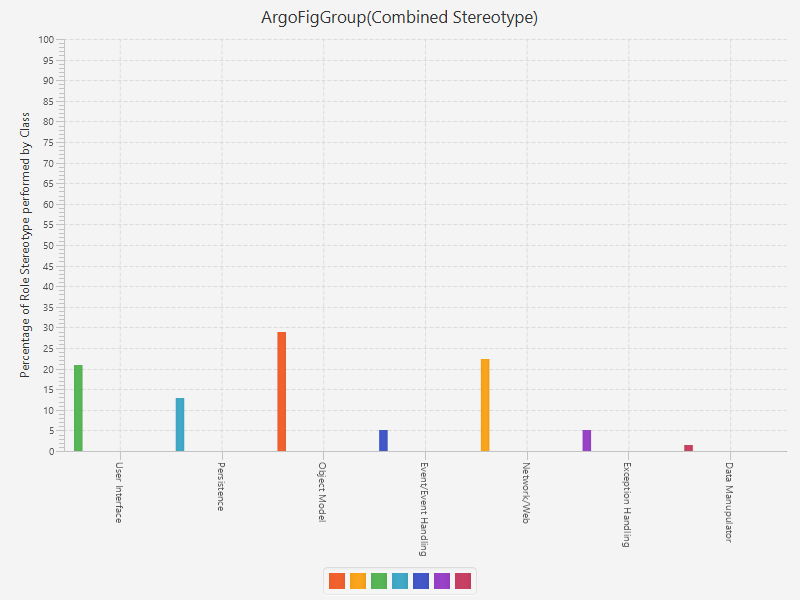 ArgoFigGroup(Combined Stereotype)
Percentage of Role Stereotype performed by Class
100
95
90
85
80
75
70
65
60
55
50
45
40
35
30
25
20
15
10
5
0
User Interface
Persistence
Object Model
Event/Event Handling
Network/Web
Exception Handling
Data Manupulator